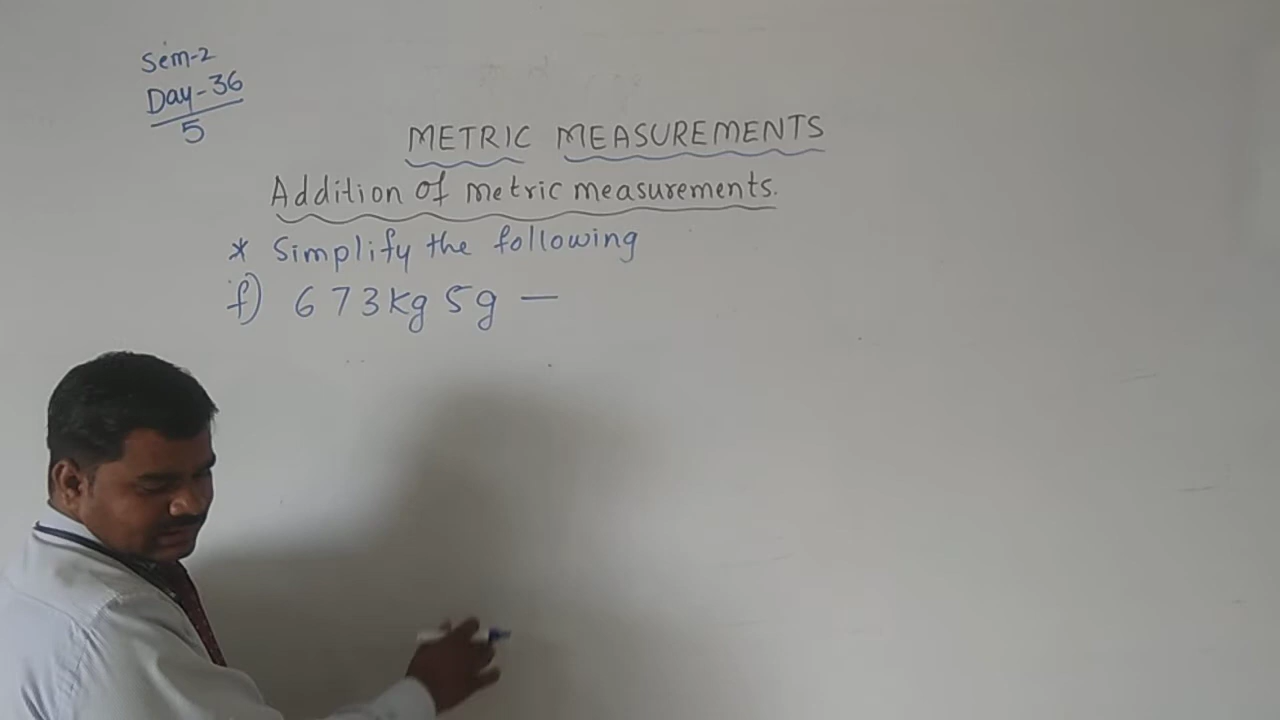 Sem-2
Day-36
5
METRIC MEASUREMENTS
Addition of metric measurements.
* Simplify the following
f) 673kg 5g —